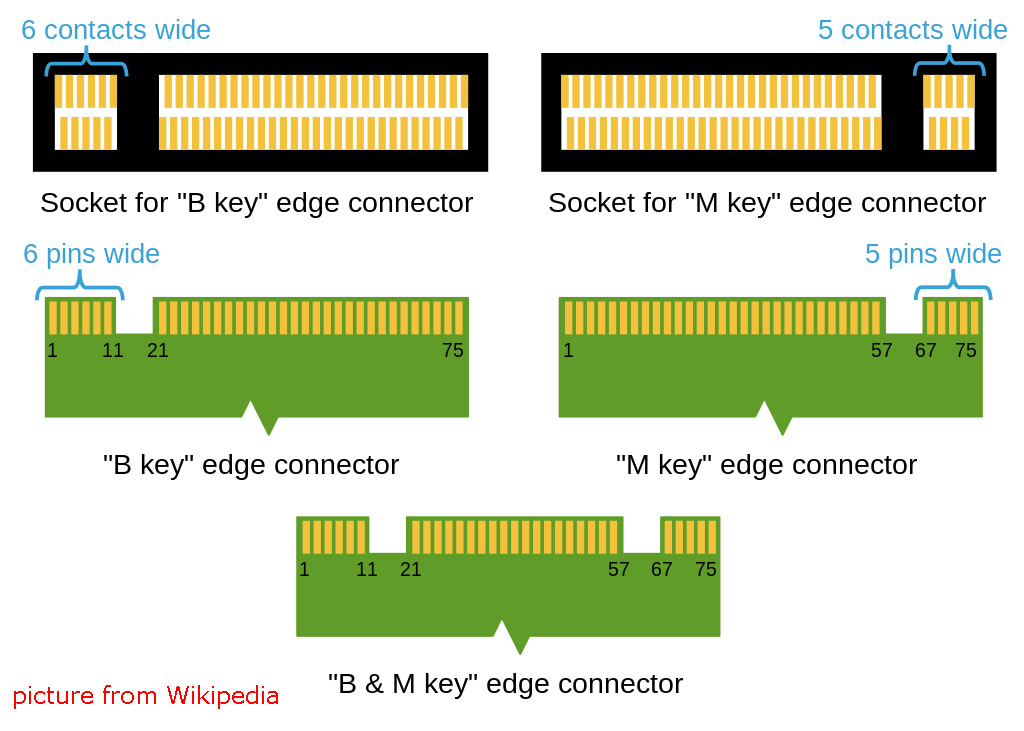 6 contacts wide
5 contacts wide
Socket for "B key" edge connector
Socket for "M key" edge connector
6 pins wide
5 pins wide
1 11 21 75
1 57 67 75
"B key" edge connector
"M key" edge connector
1 11 21 57 67 75
"B & M key" edge connector
picture from Wikipedia